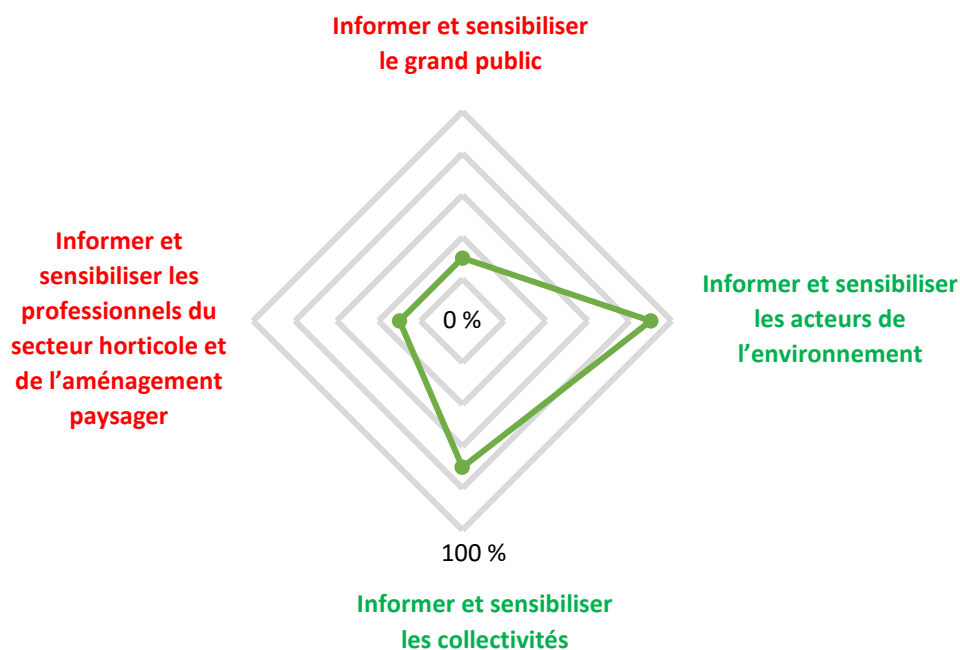 Informer et sensibiliser
le grand public
Informer et
sensibiliser les
professionnels du
secteur horticole et
de l’aménagement
paysager
0 %
Informer et sensibiliser
les acteurs de
l’environnement
100 %
Informer et sensibiliser
les collectivités